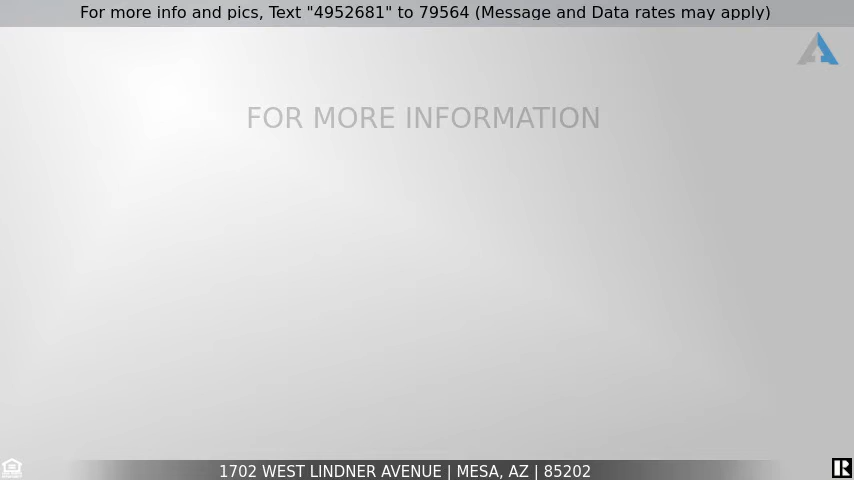 For more info and pics, Text "4952681" to 79564 (Message and Data rates may apply)
FOR MORE INFORMATION
1702 WEST LINDNER AVENUE | MESA, AZ | 85202